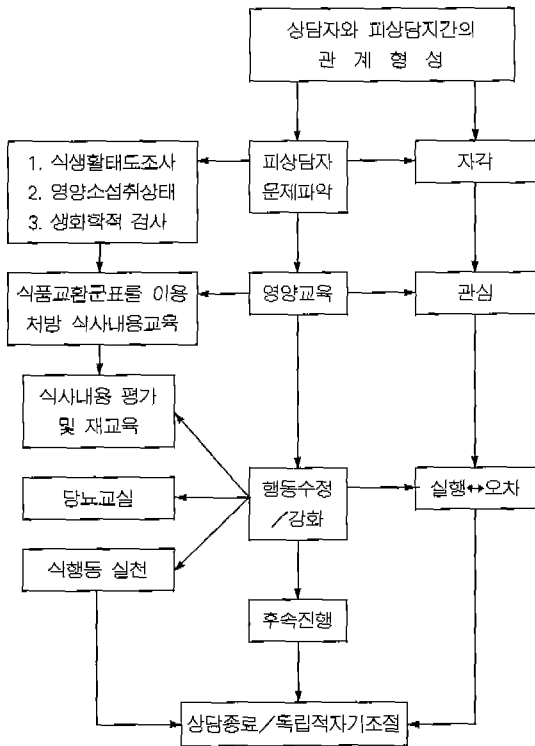 상담자와 피상담지간의
관 계 형 성
1. 식생활태도조사
2. 영양소섭취상태
3. 생화학적 검사
피상담자
문제파악
자각
식품교환군표를 이용
처방 식사내용교육
영양교육
관심
식사내용 평가
및 재교육
당뇨교실
행동수정
/강화
실행↔오차
식행동 실천
후속진행
상담종료/독립적자기조절